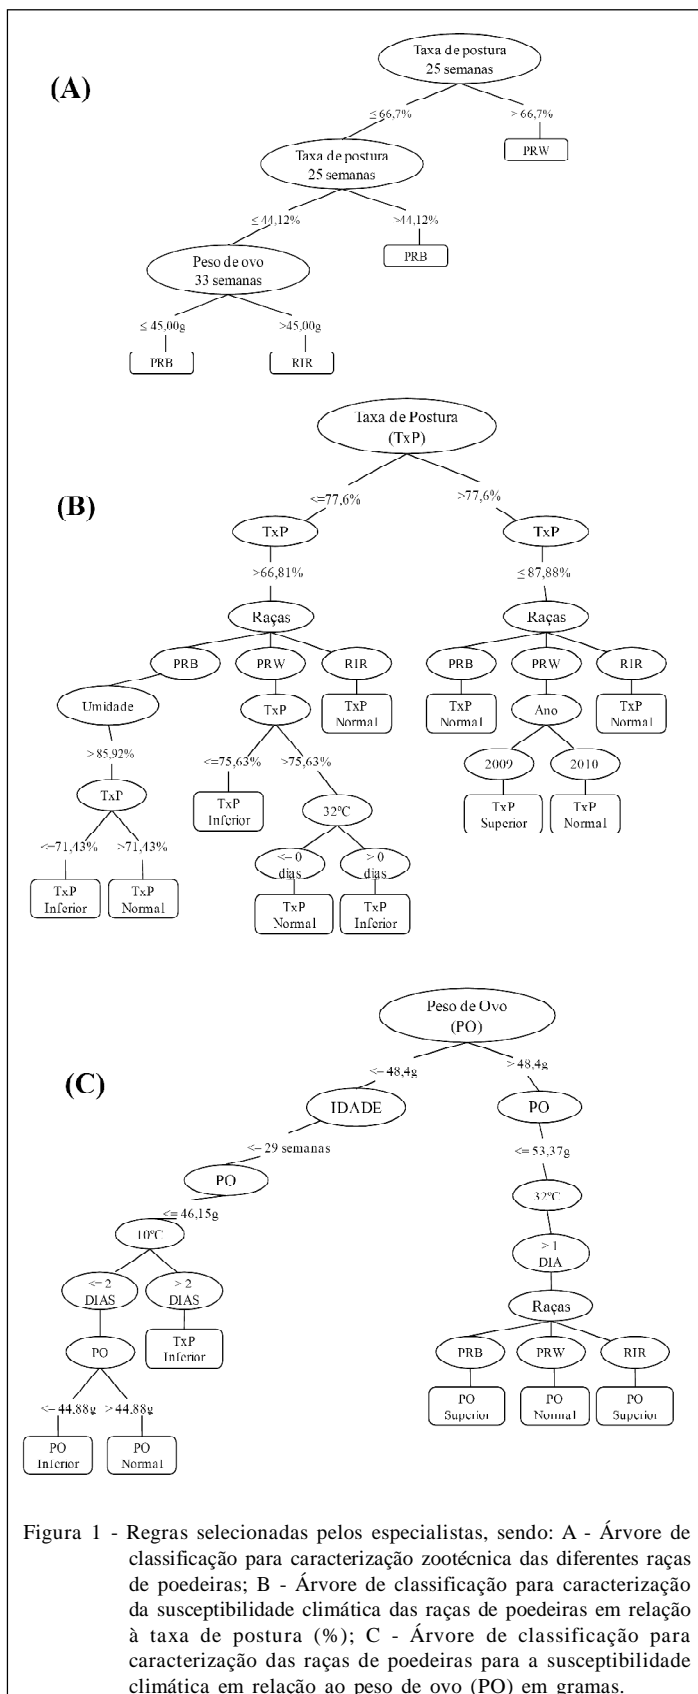 (A)
Taxa de postura
25 semanas
≤66,7%
>66,7%
PRW
Taxa de postura
25 semanas
≤44,12%
>44,12%
PRB
Peso de ovo
33 semanas
≤45,00g
>45,00g
PRB
RIR
(B)
Taxa de Postura
(TxP)
<=77,6%
>77,6%
TxP
TxP
>66,81%
≤87,88%
Raças
Raças
PRB
PRW
RIR
PRB
PRW
RIR
Umidade
TxP
TxP
Normal
TxP
Normal
Ano
TxP
Normal
>85,92%
<=75,63%
>75,63%
2009
2010
TxP
TxP
Inferior
32ºC
TxP
Superior
TxP
Normal
<=71,43%
>71,43%
<=0
dias
>0
dias
TxP
Inferior
TxP
Normal
TxP
Normal
TxP
Inferior
(C)
Peso de Ovo
(PO)
<=48,4g
>48,4g
IDADE
PO
<=29 semanas
<=53,37g
PO
32ºC
<=46,15g
10ºC
>1
DIA
<=2
DIAS
>2
DIAS
Raças
PO
TxP
Inferior
PRB
PRW
RIR
<=44.88g
>44.88g
PO
Superior
PO
Normal
PO
Superior
PO
Inferior
PO
Normal
Figura 1 - Regras selecionadas pelos especialistas, sendo: A - Árvore de
classificação para caracterização zootécnica das diferentes raças
de poedeiras; B - Árvore de classificação para caracterização
da susceptibilidade climática das raças de poedeiras em relação
à taxa de postura (%); C - Árvore de classificação para
caracterização das raças de poedeiras para a susceptibilidade
climática em relação ao peso de ovo (PO) em gramas.